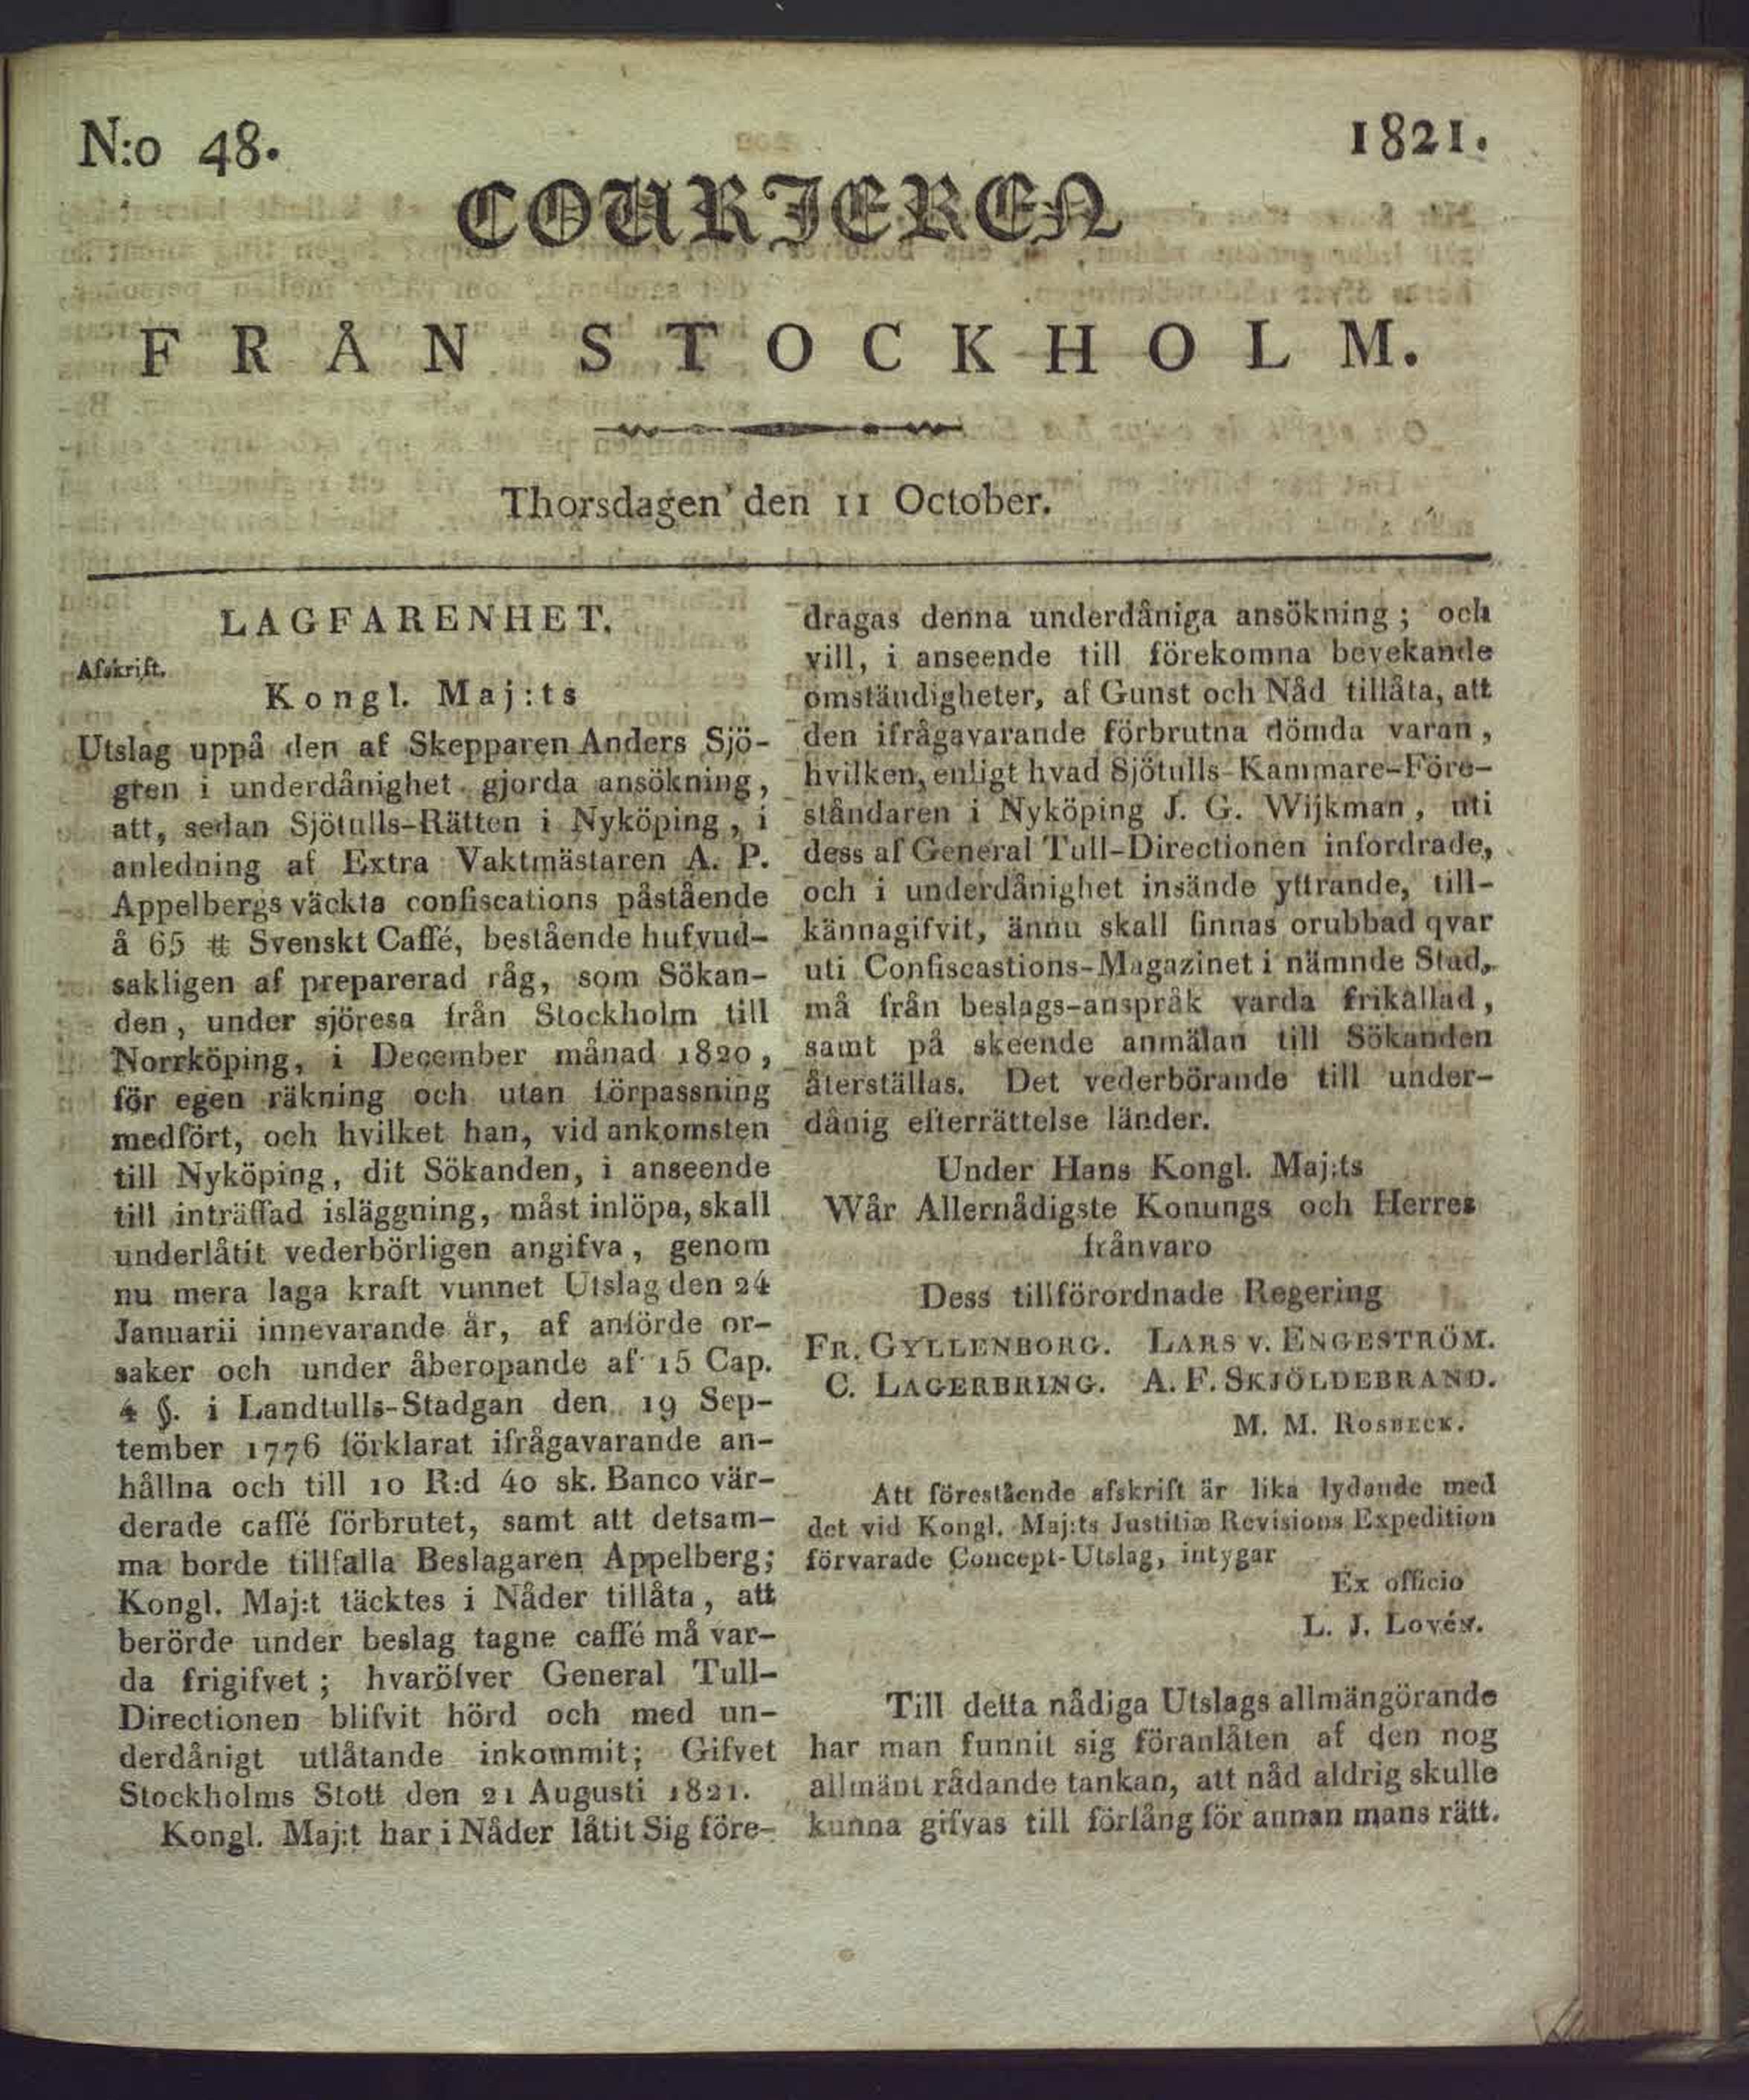 N:o 48.
1821.
COURIEREN
FRÅN STOCKHOLM.
Thorsdagen den 11 October.
LAGFARENHET.
Afskrift.
Kongl. Maj:ts
Utslag uppå den af Skepparen Anders Sjö-
gren i underdånighet gjorda ansökning,
att, sedan Sjötulls-Rätten i Nyköping, i
anledning af Extra Vaktmästaren A. P.
Appelbergs väckta confiscations påstående
å 65 ℔ Svenskt Caffé, bestående hufvud-
sakligen af preparerad råg, som Sökan-
den, under sjöresa från Stockholm till
Norrköping, i December månad 1820,
för egen räkning och utan förpassning
medfört, och hvilket han, vid ankomsten
till Nyköping, dit Sökanden, i anseende
till inträffad isläggning, måst inlöpa, skall
underlåtit vederbörligen angifva, genom
nu mera laga kraft vunnet Utslag den 24
Januarii innevarande år, af anförde or-
saker och under åberopande af 15 Cap.
4 §. i Landtulls-Stadgan den 19 Sep-
tember 1776 förklarat ifrågavarande an-
hållna och till 10 R:d 40 sk. Banco vär-
derade caffé förbrutet, samt att detsam-
ma borde tillfalla Beslagaren Appelberg;
Kongl. Maj:t täcktes i Nåder tillåta, att
berörde under beslag tagne caffé må var-
da frigifvet; hvaröfver General Tull-
Directionen blifvit hörd och med un-
derdånigt utlåtande inkommit; Gifvet
Stockholms Slott den 21 Augusti 1821.
Kongl. Maj:t har i Nåder låtit Sig före-
dragas denna underdåniga ansökning; och
vill, i anseende till förekomna bevekande
omständigheter, af Gunst och Nåd tillåta, att
den ifrågavarande förbrutna dömda varan,
hvilken, enligt hvad Sjötulls-Kammare-Före-
ståndaren i Nyköping J. G. Wijkman, uti
dess af General Tull-Directionen infordrade,
och i underdånighet insände yttrande, till-
kännagifvit, ännu skall finnas orubbad qvar
uti Confiscastions-Magazinet i nämnde Stad,
må från beslags-anspråk varda frikallad,
samt på skeende anmälan till Sökanden
återställas. Det vederbörande till under-
dånig efterrättelse länder.
Under Hans Kongl. Maj:ts
Wår Allernådigste Konungs och Herres
frånvaro
Dess tillförordnade Regering
FR. GYLLENBORG. LARS V. ENGESTRÖM.
C. LAGERBRING. A. F. SKJÖLDEBRAND.
M. M. ROSBECK.
Att förestående afskrift är lika lydande med
det vid Kongl. Maj:ts Justitiæ Revisions Expedition
förvarade Concept-Utslag, intygar
Ex officio
L. J. Lovén.
Till detta nådiga Utslags allmängörande
har man funnit sig föranlåten af den nog
allmänt rådande tankan, att nåd aldrig skulle
kunna gifvas till förfång för annan mans rätt.